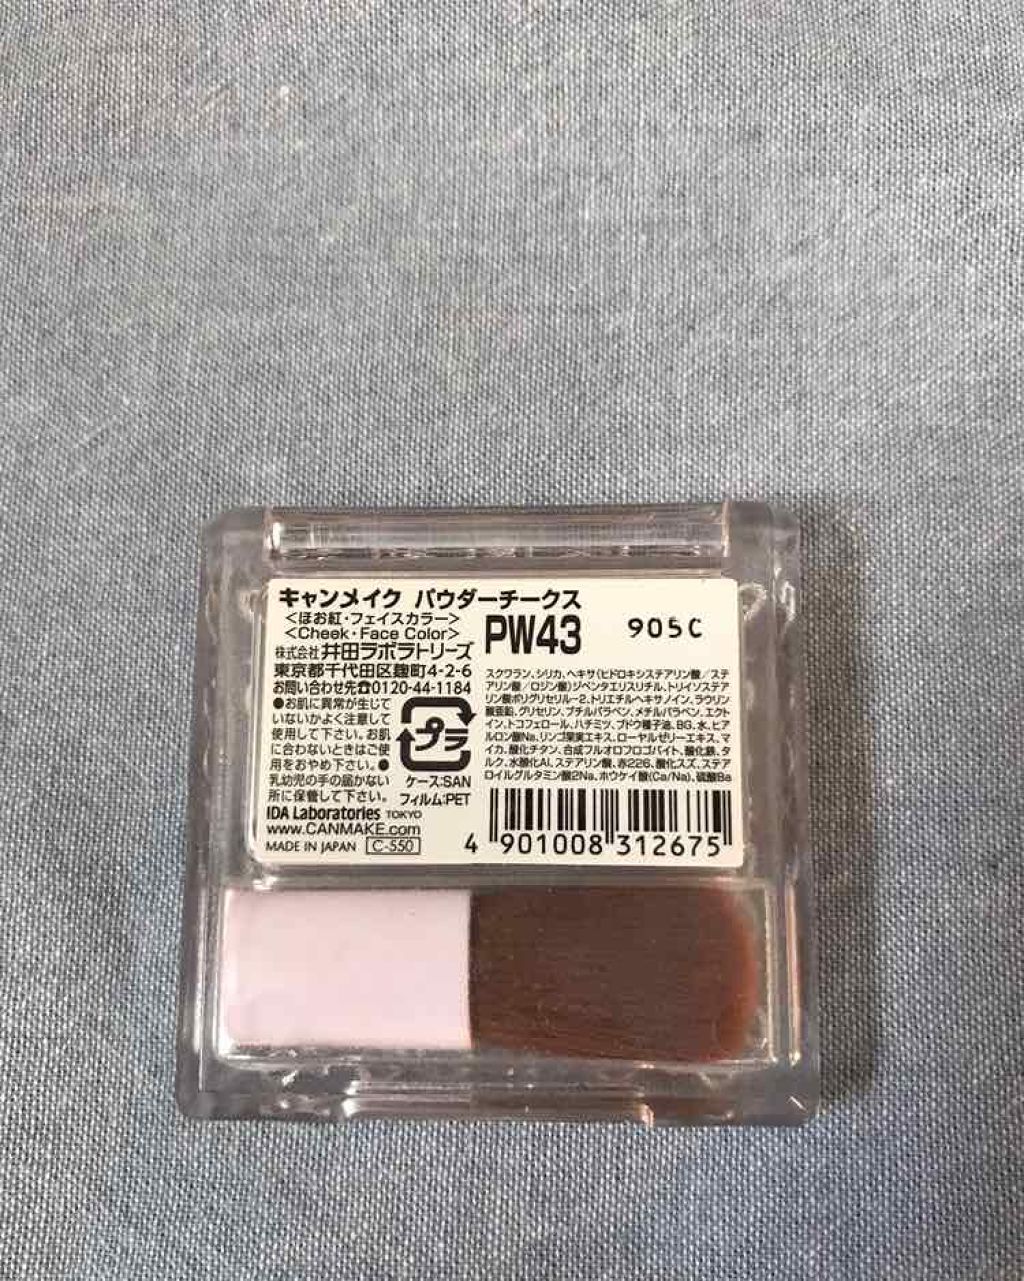 キャンメイク パウダーチークス
<ほお紅・フェイスカラー>
<Cheek・Face Color>
PW43
905C
株式会社 井田ラボラトリーズ
東京都千代田区麹町4-2-6
お問い合わせ先☎0120-44-1184
●お肌に異常が生じて
いないかよく注意して
使用して下さい。お肌
に合わないときはご使
用をおやめ下さい。●
乳幼児の手の届かない
所に保管して下さい。
プラ
ケース:SAN
フィルム:PET
IDA Laboratories TOKYO
www.CANMAKE.com
MADE IN JAPAN C-550
スクワラン、シリカ、ヘキサ(ヒドロキシステアリン酸/ステ
アリン酸/ロジン酸)ジペンタエリスリチル、トリイソステア
リン酸ポリグリセリル-2、トリエチルヘキサノイン、ラウリン
酸亜鉛、グリセリン、ブチルパラベン、メチルパラベン、エクト
イン、トコフェロール、ハチミツ、ブドウ種子油、BG、水、ヒア
ルロン酸Na、リンゴ果実エキス、ローヤルゼリーエキス、マ
イカ、酸化チタン、合成フルオロフロゴパイト、酸化鉄、タ
ルク、水酸化Al、ステアリン酸、赤226、酸化スズ、ステア
ロイルグルタミン酸2Na、ホウケイ酸(Ca/Na)、硫酸Ba
4 901008 312675